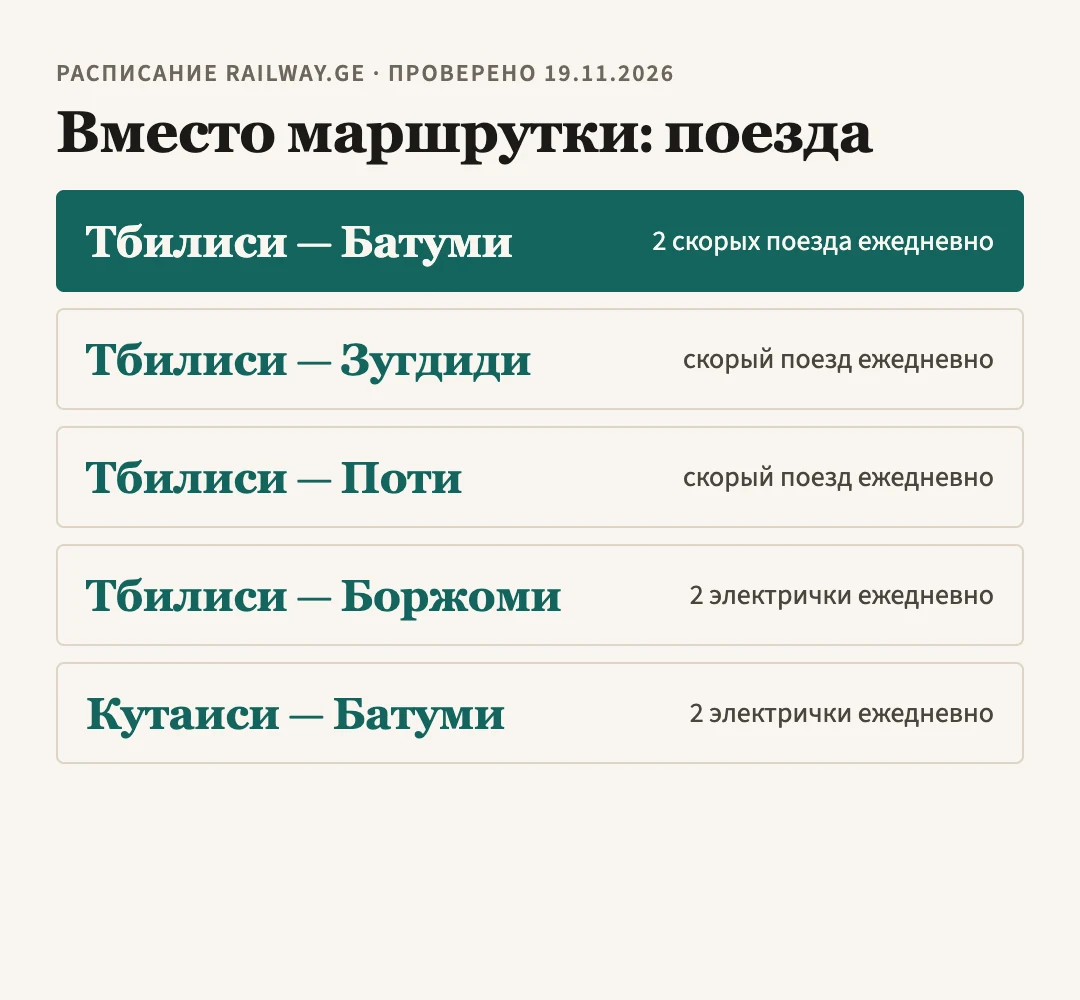 РАСПИСАНИЕ RAILWAY.GE · ПРОВЕРЕНО 19.11.2026
Вместо маршрутки: поезда
Тбилиси — Батуми 2 скорых поезда ежедневно
Тбилиси — Зугдиди скорый поезд ежедневно
Тбилиси — Поти скорый поезд ежедневно
Тбилиси — Боржоми 2 электрички ежедневно
Кутаиси — Батуми 2 электрички ежедневно